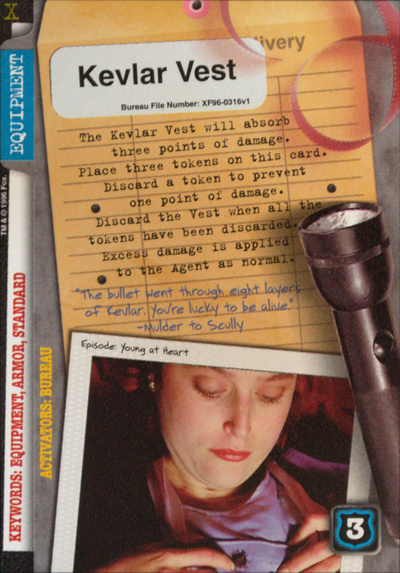 X
EQUIPMENT
TM & © 1996 Fox.
KEYWORDS: EQUIPMENT, ARMOR, STANDARD
ACTIVATORS: BUREAU
livery
Kevlar Vest
Bureau File Number: XF96-0316v1
The Kevlar Vest will absorb
three points of damage.
Place three tokens on this card.
Discard a token to prevent
one point of damage.
Discard the Vest when all the
tokens have been discarded.
Excess damage is applied
to the Agent as normal.
"The bullet went through eight layers
of Kevlar. You're lucky to be alive."
-Mulder to Scully
Episode: Young at Heart
3